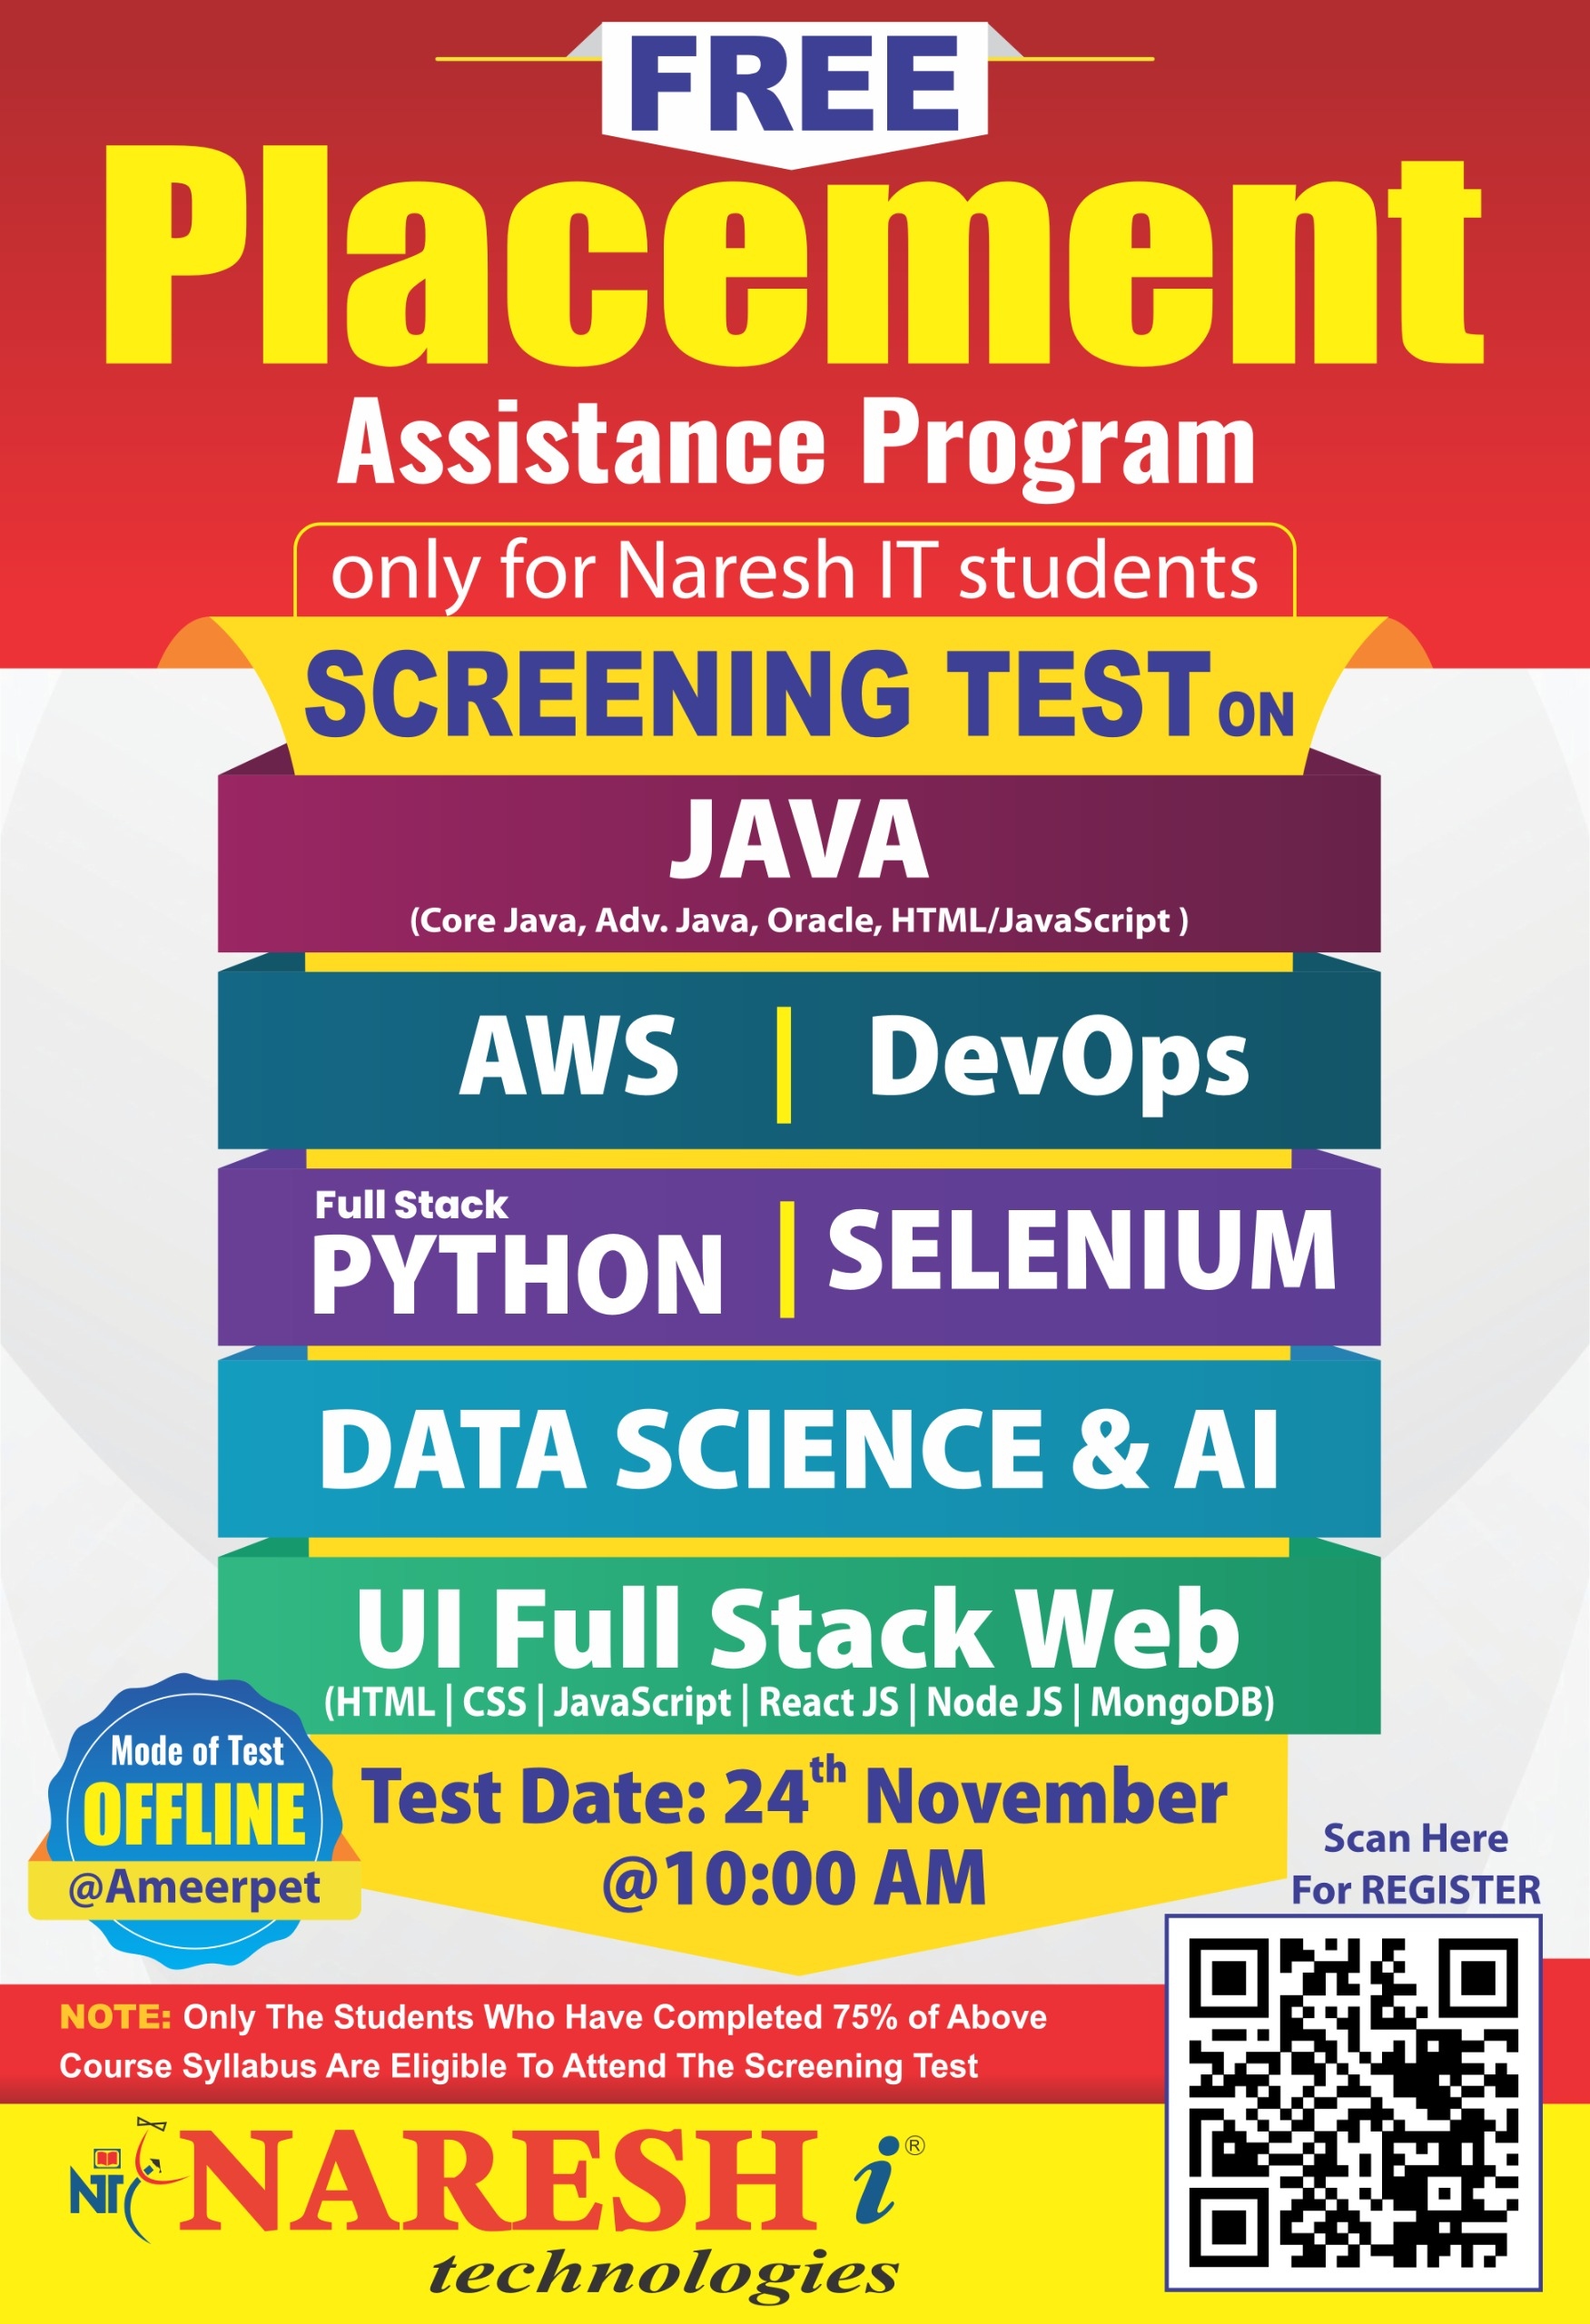 FREE
Placement
Assistance Program
only for Naresh IT students
SCREENING TEST ON
JAVA
(Core Java, Adv. Java, Oracle, HTML/JavaScript )
AWS | DevOps
Full Stack
PYTHON | SELENIUM
DATA SCIENCE & AI
UI Full Stack Web
(HTML | CSS | JavaScript | React JS | Node JS | MongoDB)
Mode of Test
OFFLINE
@Ameerpet
Test Date: 24th November
@10:00 AM
Scan Here
For REGISTER
NOTE: Only The Students Who Have Completed 75% of Above
Course Syllabus Are Eligible To Attend The Screening Test
NiT NARESH i ®
technologies